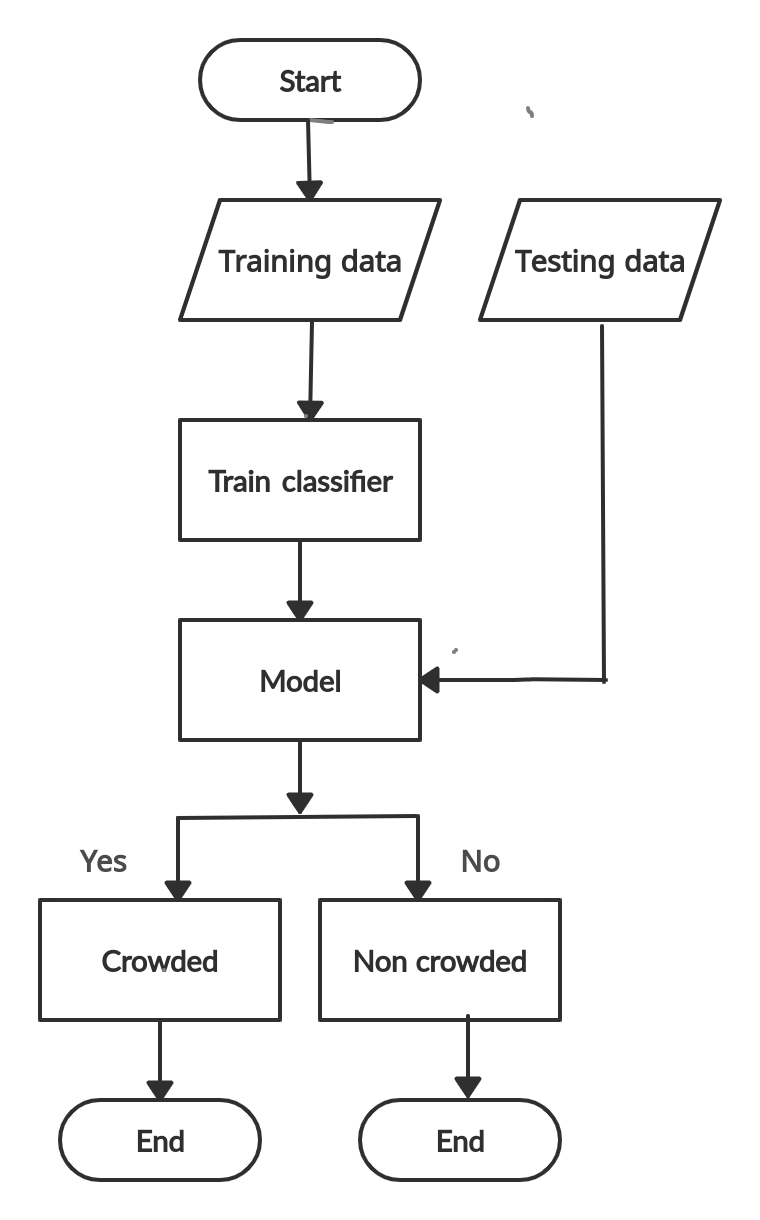 Start
Training data
Testing data
Train classifier
Model
Yes
No
Crowded
Non crowded
End
End